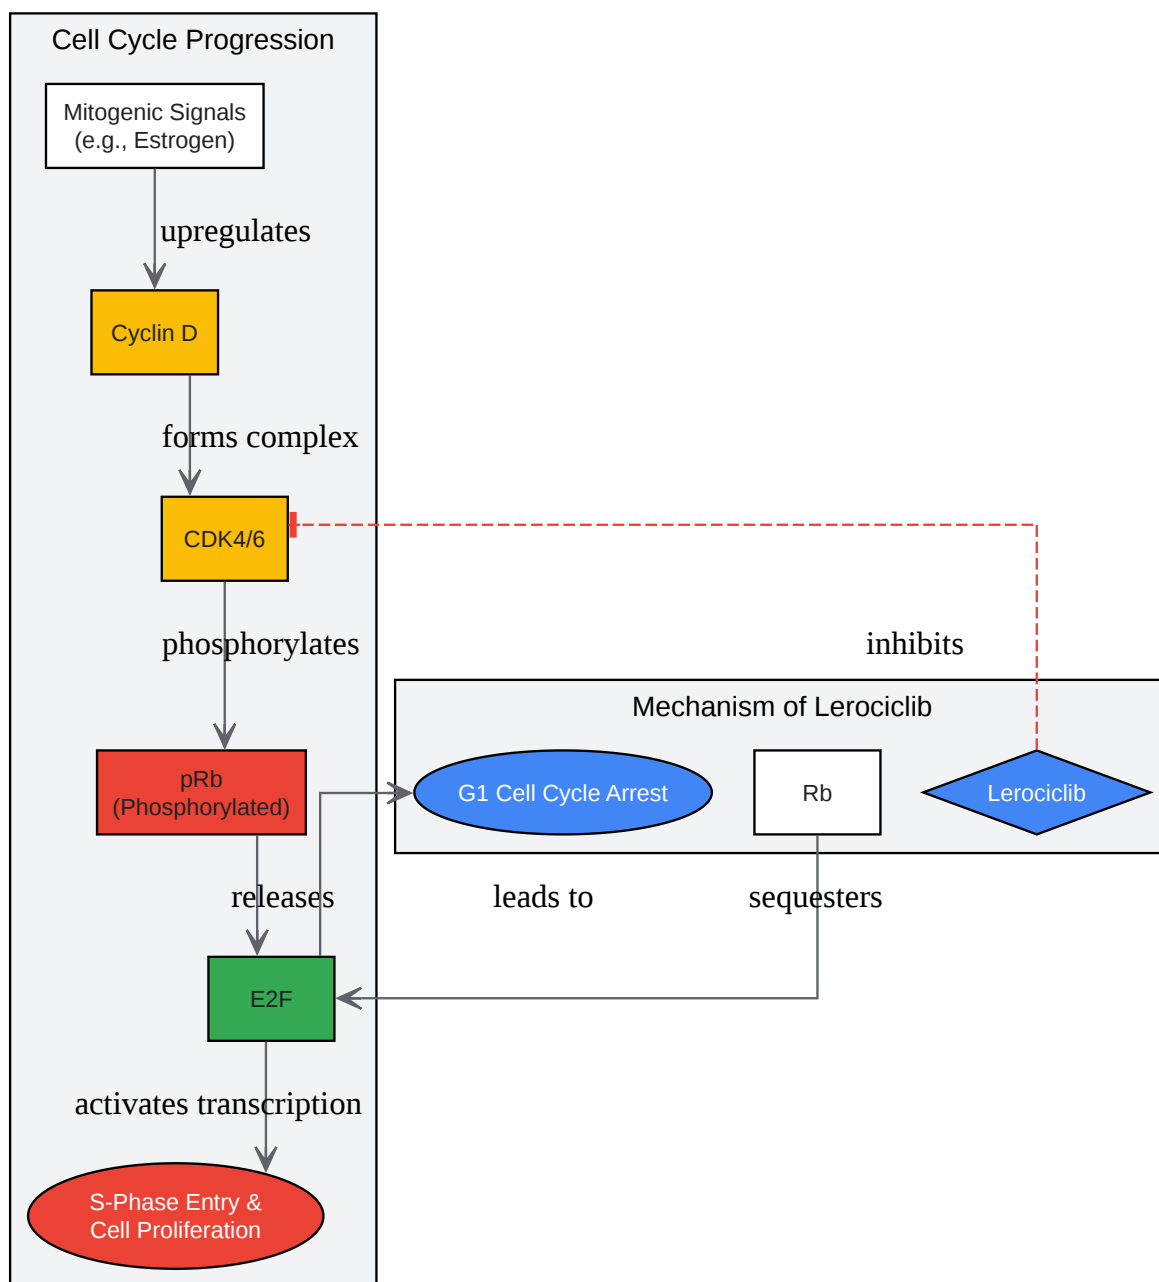 Cell Cycle Progression
Mitogenic Signals
(e.g., Estrogen)
upregulates
Cyclin D
forms complex
CDK4/6
phosphorylates
inhibits
Mechanism of Lerociclib
pRb
(Phosphorylated)
G1 Cell Cycle Arrest
Rb
Lerociclib
releases
leads to
sequesters
E2F
activates transcription
S-Phase Entry &
Cell Proliferation